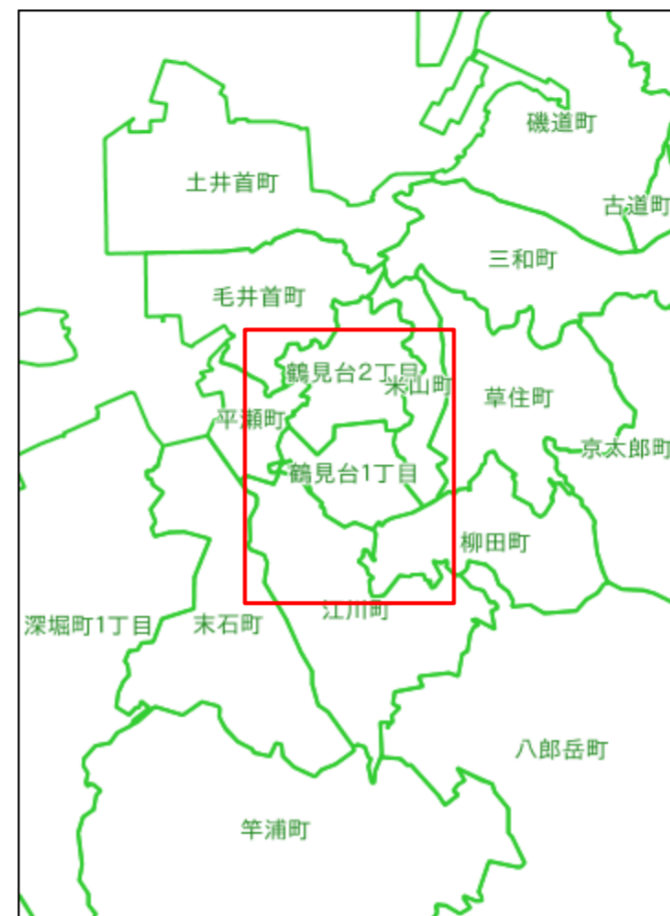 磯道町
土井首町
古道町
三和町
毛井首町
鶴見台2丁目
米山町
草住町
平瀬町
京太郎町
鶴見台1丁目
柳田町
江川町
深堀町1丁目
末石町
八郎岳町
竿浦町